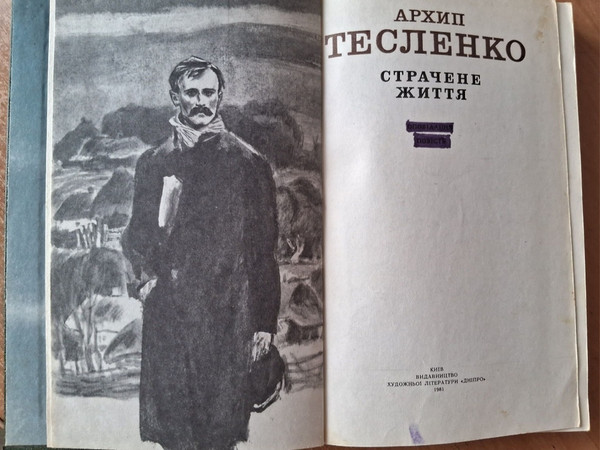 АРХИП
ТЕСЛЕНКО
СТРАЧЕНЕ
ЖИТТЯ
КИЇВ
ВИДАВНИЦТВО
ХУДОЖНЬОЇ ЛІТЕРАТУРИ «ДНІПРО»
1981